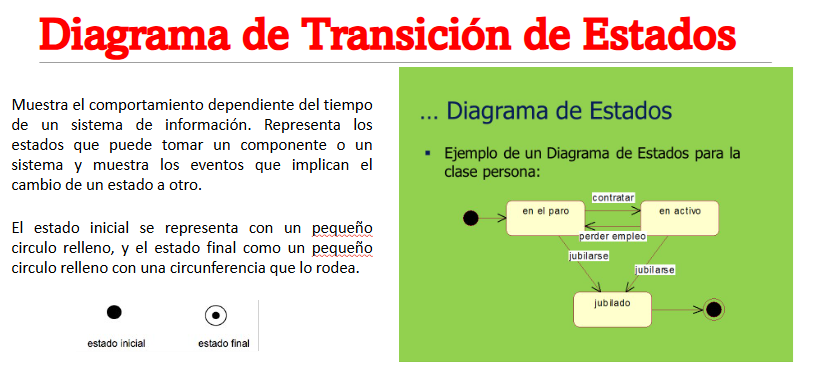 Diagrama de Transición de Estados
Muestra el comportamiento dependiente del tiempo
de un sistema de información. Representa los
estados que puede tomar un componente o un
sistema y muestra los eventos que implican el
cambio de un estado a otro.
El estado inicial se representa con un pequeño
circulo relleno, y el estado final como un pequeño
circulo relleno con una circunferencia que lo rodea.
estado inicial
estado final
... Diagrama de Estados
▪ Ejemplo de un Diagrama de Estados para la
clase persona:
contratar
en el paro
en activo
perder empleo
jubilarse
jubilarse
jubilado